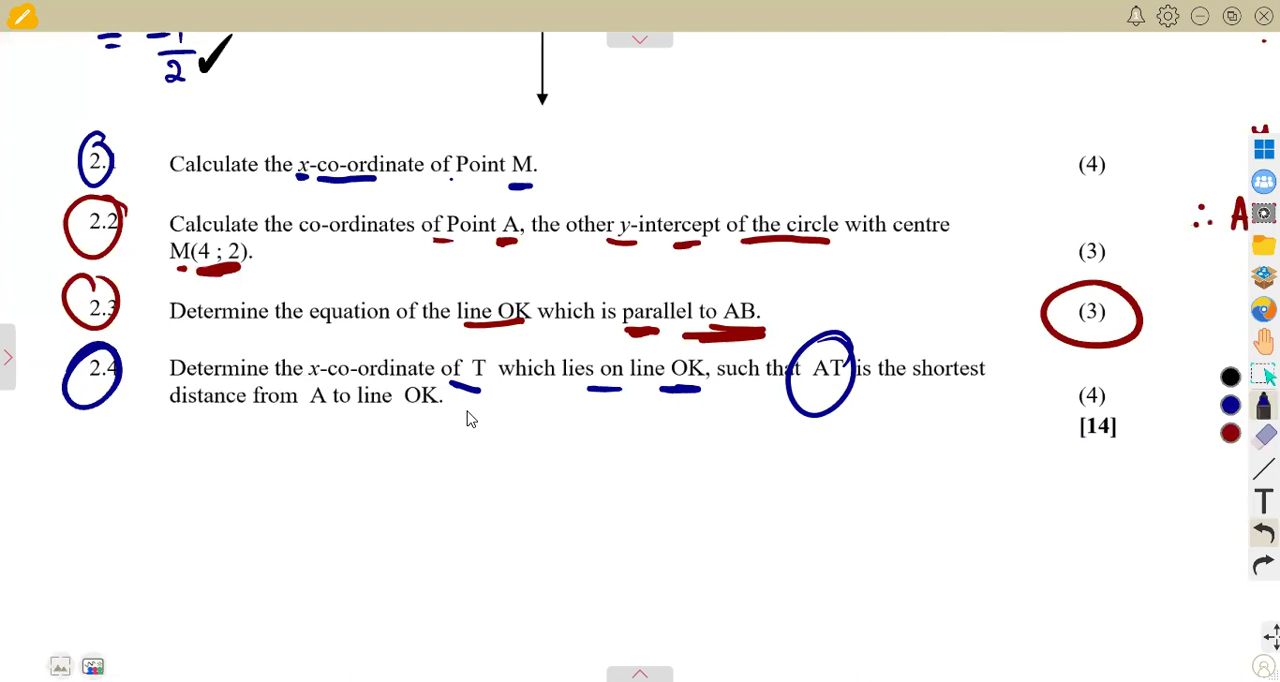 = -1
2
2. Calculate the x-co-ordinate of Point M. (4)
2.2 Calculate the co-ordinates of Point A, the other y-intercept of the circle with centre
M(4 ; 2). (3)
∴ A
2.3 Determine the equation of the line OK which is parallel to AB. (3)
2.4 Determine the x-co-ordinate of T which lies on line OK, such that AT is the shortest
distance from A to line OK. (4)
[14]
T